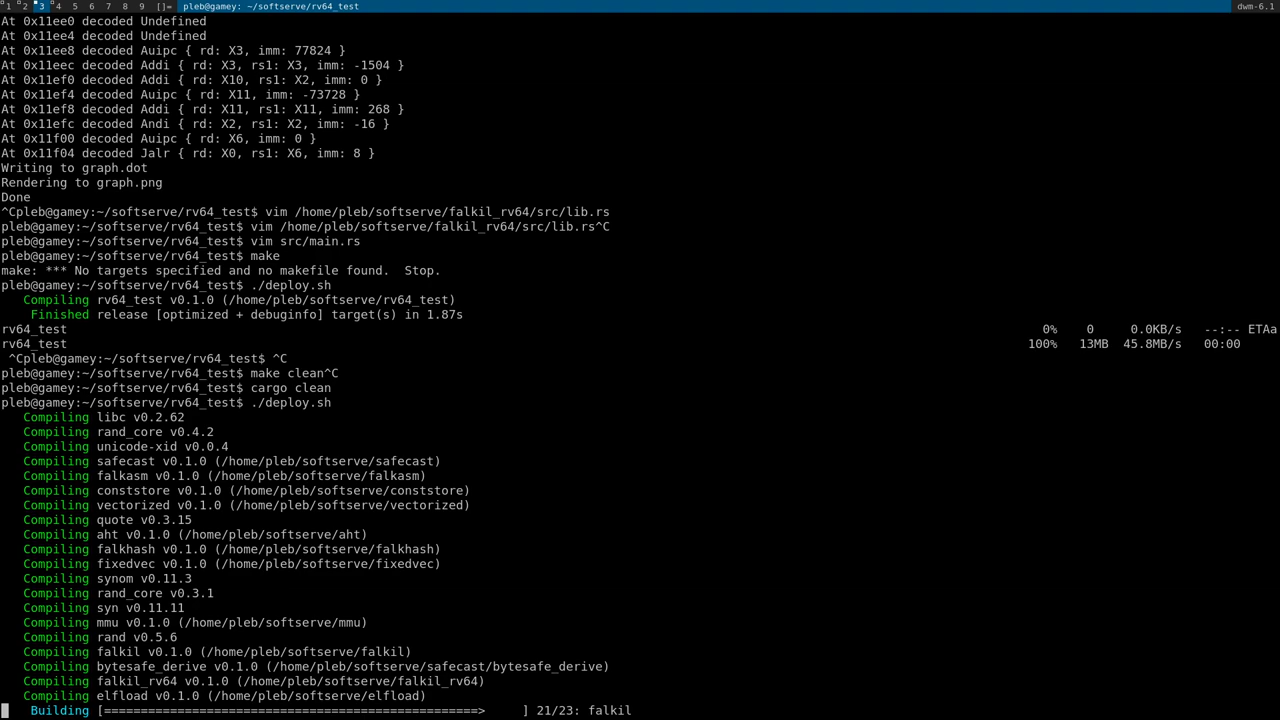 1 2 3 4 5 6 7 8 9 []= pleb@gamey: ~/softserve/rv64_test dwm-6.1
At 0x11ee0 decoded Undefined
At 0x11ee4 decoded Undefined
At 0x11ee8 decoded Auipc { rd: X3, imm: 77824 }
At 0x11eec decoded Addi { rd: X3, rs1: X3, imm: -1504 }
At 0x11ef0 decoded Addi { rd: X10, rs1: X2, imm: 0 }
At 0x11ef4 decoded Auipc { rd: X11, imm: -73728 }
At 0x11ef8 decoded Addi { rd: X11, rs1: X11, imm: 268 }
At 0x11efc decoded Andi { rd: X2, rs1: X2, imm: -16 }
At 0x11f00 decoded Auipc { rd: X6, imm: 0 }
At 0x11f04 decoded Jalr { rd: X0, rs1: X6, imm: 8 }
Writing to graph.dot
Rendering to graph.png
Done
^Cpleb@gamey:~/softserve/rv64_test$ vim /home/pleb/softserve/falkil_rv64/src/lib.rs
pleb@gamey:~/softserve/rv64_test$ vim /home/pleb/softserve/falkil_rv64/src/lib.rs^C
pleb@gamey:~/softserve/rv64_test$ vim src/main.rs
pleb@gamey:~/softserve/rv64_test$ make
make: *** No targets specified and no makefile found.  Stop.
pleb@gamey:~/softserve/rv64_test$ ./deploy.sh
   Compiling rv64_test v0.1.0 (/home/pleb/softserve/rv64_test)
    Finished release [optimized + debuginfo] target(s) in 1.87s
rv64_test 0% 0 0.0KB/s --:-- ETAa
rv64_test 100% 13MB 45.8MB/s 00:00
 ^Cpleb@gamey:~/softserve/rv64_test$ ^C
pleb@gamey:~/softserve/rv64_test$ make clean^C
pleb@gamey:~/softserve/rv64_test$ cargo clean
pleb@gamey:~/softserve/rv64_test$ ./deploy.sh
   Compiling libc v0.2.62
   Compiling rand_core v0.4.2
   Compiling unicode-xid v0.0.4
   Compiling safecast v0.1.0 (/home/pleb/softserve/safecast)
   Compiling falkasm v0.1.0 (/home/pleb/softserve/falkasm)
   Compiling conststore v0.1.0 (/home/pleb/softserve/conststore)
   Compiling vectorized v0.1.0 (/home/pleb/softserve/vectorized)
   Compiling quote v0.3.15
   Compiling aht v0.1.0 (/home/pleb/softserve/aht)
   Compiling falkhash v0.1.0 (/home/pleb/softserve/falkhash)
   Compiling fixedvec v0.1.0 (/home/pleb/softserve/fixedvec)
   Compiling synom v0.11.3
   Compiling rand_core v0.3.1
   Compiling syn v0.11.11
   Compiling mmu v0.1.0 (/home/pleb/softserve/mmu)
   Compiling rand v0.5.6
   Compiling falkil v0.1.0 (/home/pleb/softserve/falkil)
   Compiling bytesafe_derive v0.1.0 (/home/pleb/softserve/safecast/bytesafe_derive)
   Compiling falkil_rv64 v0.1.0 (/home/pleb/softserve/falkil_rv64)
   Compiling elfload v0.1.0 (/home/pleb/softserve/elfload)
    Building [===================================================>     ] 21/23: falkil